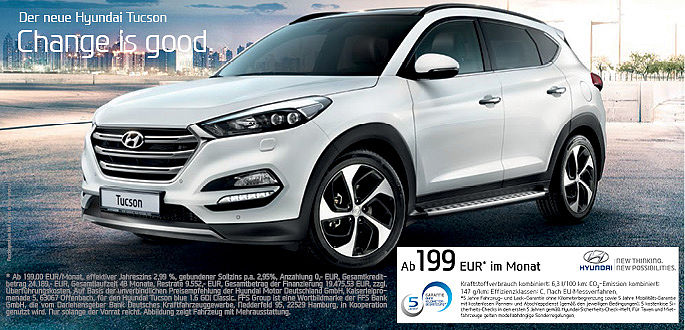 Der neue Hyundai Tucson
Change is good.
Tucson
Ab 199 EUR* im Monat
HYUNDAI
NEW THINKING.
NEW POSSIBILITIES.
Kraftstoffverbrauch kombiniert: 6,3 l/100 km; CO₂-Emission kombiniert:
147 g/km; Effizienzklasse: C. Nach EU-Messverfahren.
5
GARANTIE
OHNE
* Ab 199,00 EUR/Monat, effektiver Jahreszins 2,99 %, gebundener Sollzins p.a. 2,95%, Anzahlung 0,- EUR, Gesamtkredit-
betrag 24.189,- EUR, Gesamtlaufzeit 48 Monate, Restrate 9.552,- EUR, Gesamtbetrag der Finanzierung 19.475,53 EUR zzgl.
Überführungskosten. Auf Basis der unverbindlichen Preisempfehlung der Hyundai Motor Deutschland GmbH, Kaiserleipro-
menade 5, 63067 Offenbach, für den Hyundai Tucson blue 1.6 GDI Classic. FFS Group ist eine Wortbildmarke der FFS Bank
GmbH, die vom Darlehensgeber Bank Deutsches Kraftfahrzeuggewerbe, Nedderfeld 95, 22529 Hamburg, in Kooperation
genutzt wird. Nur solange der Vorrat reicht. Abbildung zeigt Fahrzeug mit Mehrausstattung.